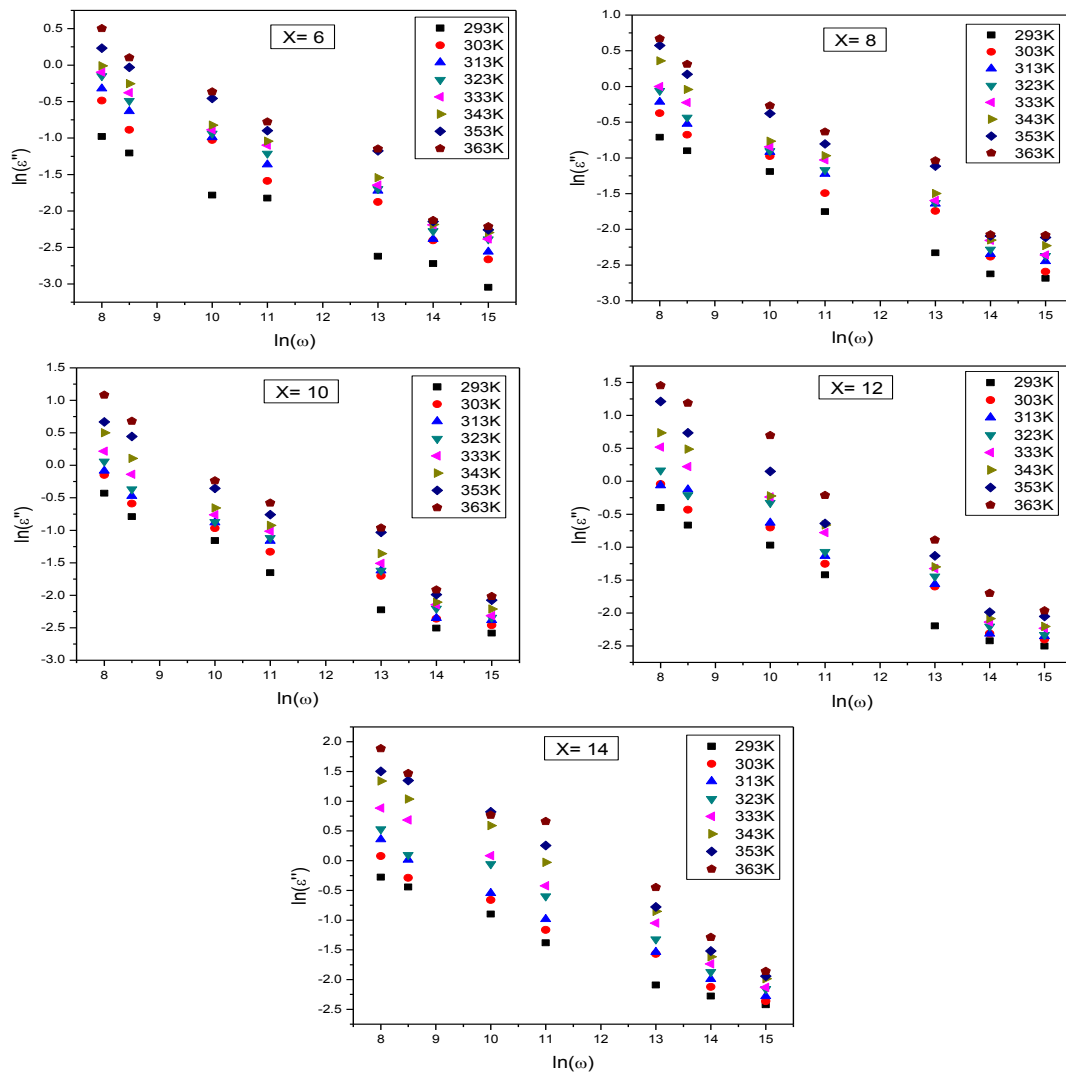 X= 6
293K
303K
313K
323K
333K
343K
353K
363K
0.5
0.0
-0.5
-1.0
-1.5
-2.0
-2.5
-3.0
ln(ε'')
8 9 10 11 12 13 14 15
ln(ω)
X= 8
293K
303K
313K
323K
333K
343K
353K
363K
1.0
0.5
0.0
-0.5
-1.0
-1.5
-2.0
-2.5
-3.0
ln(ε'')
8 9 10 11 12 13 14 15
ln(ω)
X= 10
293K
303K
313K
323K
333K
343K
353K
363K
1.5
1.0
0.5
0.0
-0.5
-1.0
-1.5
-2.0
-2.5
-3.0
ln(ε'')
8 9 10 11 12 13 14 15
ln(ω)
X= 12
293K
303K
313K
323K
333K
343K
353K
363K
1.5
1.0
0.5
0.0
-0.5
-1.0
-1.5
-2.0
-2.5
ln(ε'')
8 9 10 11 12 13 14 15
ln(ω)
X= 14
293K
303K
313K
323K
333K
343K
353K
363K
2.0
1.5
1.0
0.5
0.0
-0.5
-1.0
-1.5
-2.0
-2.5
ln(ε'')
8 9 10 11 12 13 14 15
ln(ω)